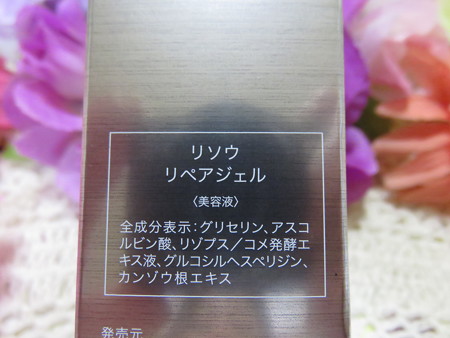 リソウ
リペアジェル
〈美容液〉
全成分表示:グリセリン、アスコ
ルビン酸、リゾプス／コメ発酵エ
キス液、グルコシルヘスペリジン、
カンゾウ根エキス
発売元